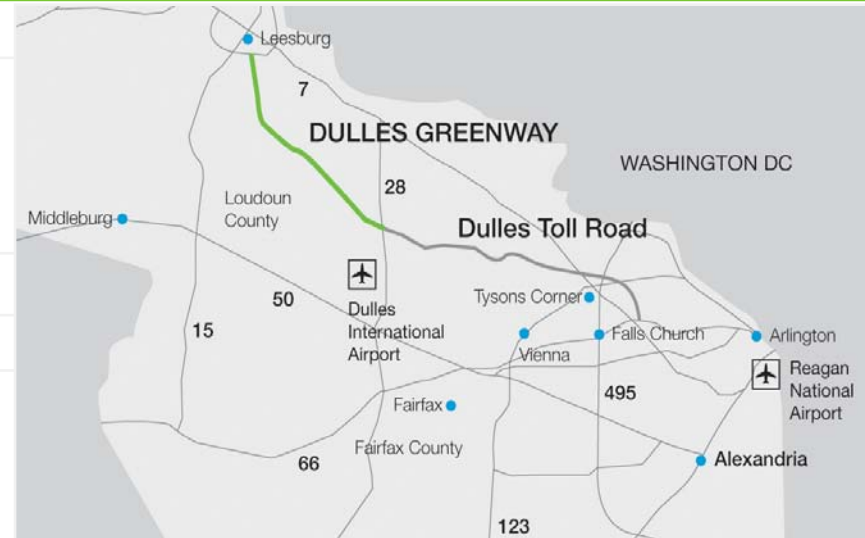 Leesburg
7
DULLES GREENWAY
WASHINGTON DC
28
Loudoun
County
Middleburg
Dulles Toll Road
50
15
Dulles
International
Airport
Tysons Corner
Vienna
Falls Church
Arlington
Reagan
National
Airport
495
Fairfax
Fairfax County
66
Alexandria
123